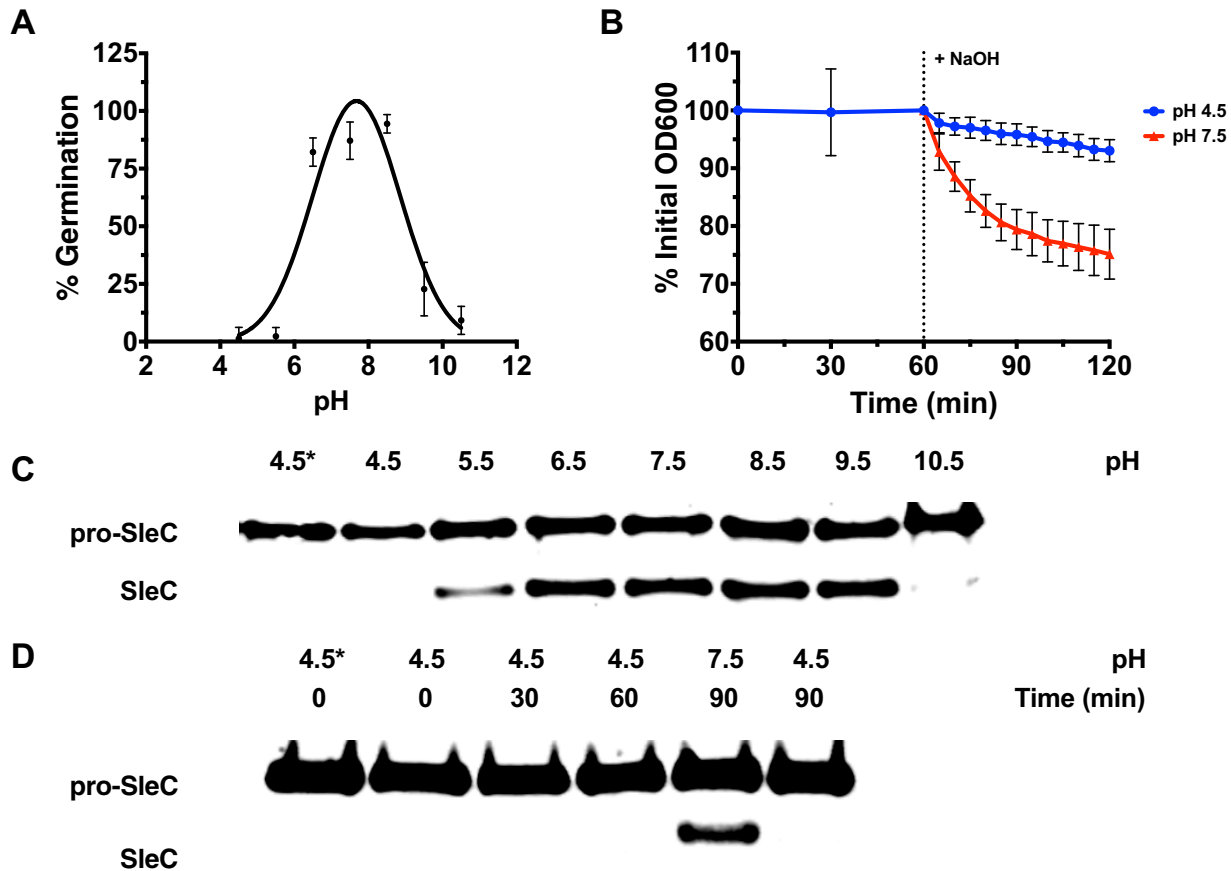 A
B
125
100
75
50
25
0
% Germination
2 4 6 8 10 12
pH
110
100
90
80
70
60
% Initial OD600
+ NaOH
0 30 60 90 120
Time (min)
pH 4.5
pH 7.5
C
4.5* 4.5 5.5 6.5 7.5 8.5 9.5 10.5 pH
pro-SleC
SleC
D
4.5* 4.5 4.5 4.5 7.5 4.5 pH
0 0 30 60 90 90 Time (min)
pro-SleC
SleC